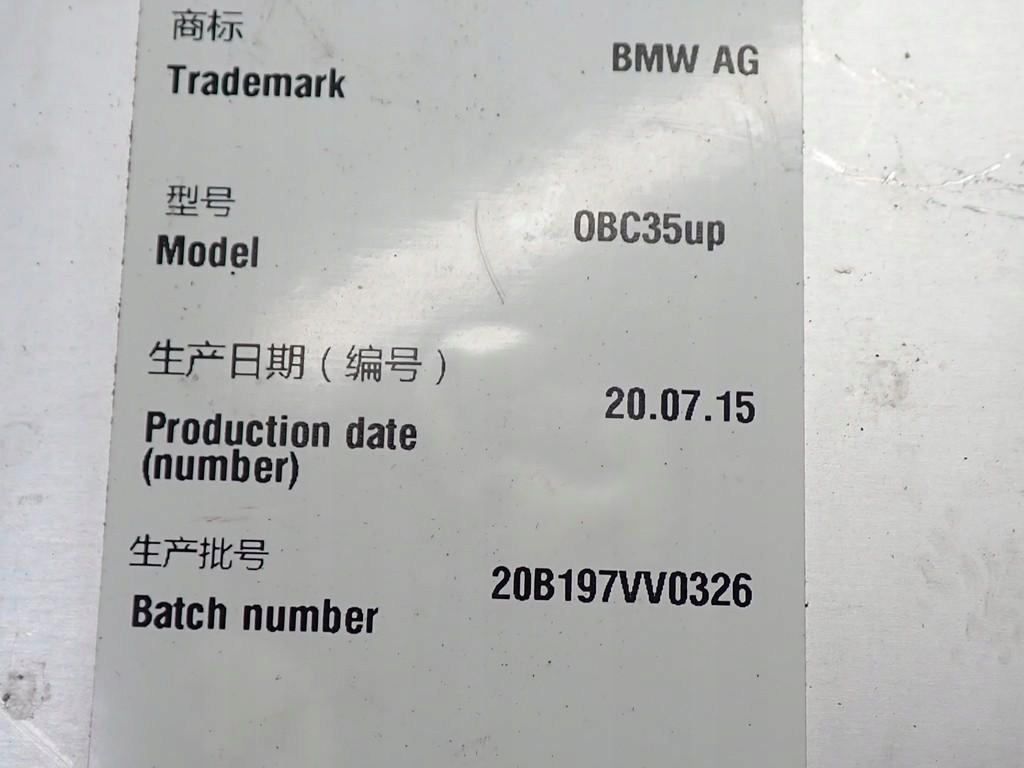 商标
Trademark BMW AG
型号
Model OBC35up
生产日期(编号)
Production date 20.07.15
(number)
生产批号
Batch number 20B197VV0326